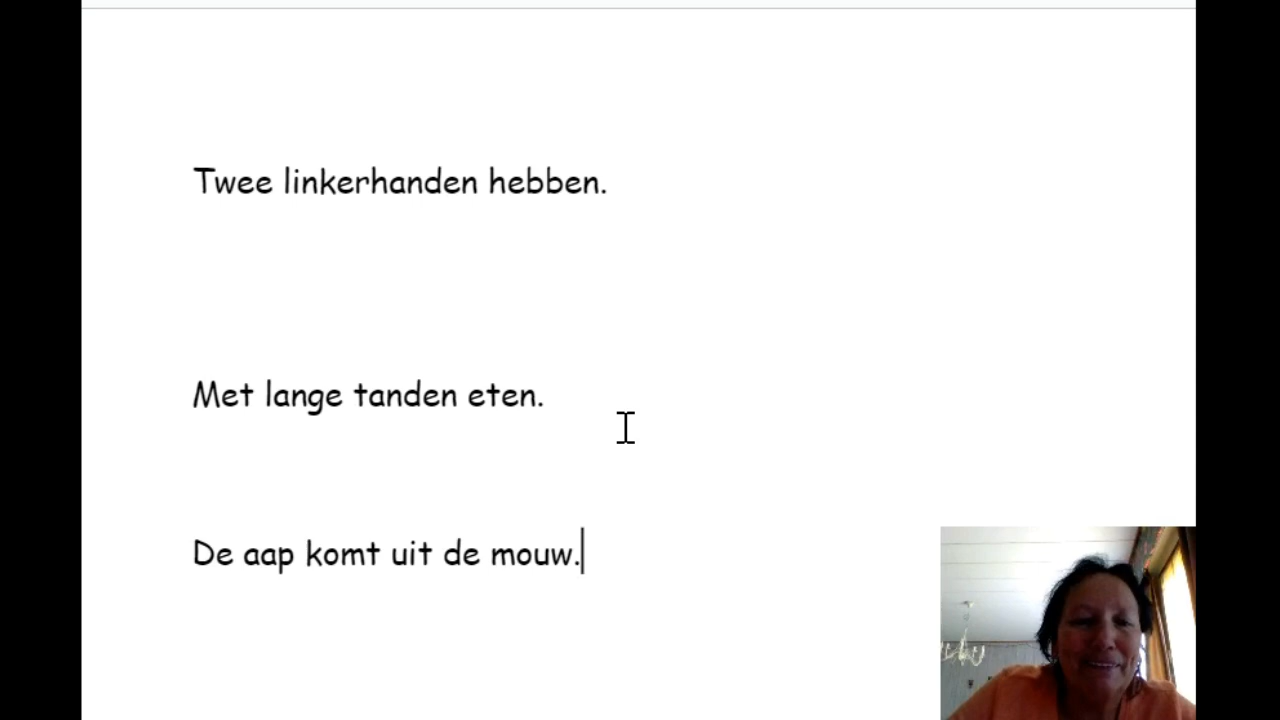 Twee linkerhanden hebben.
Met lange tanden eten.
De aap komt uit de mouw.